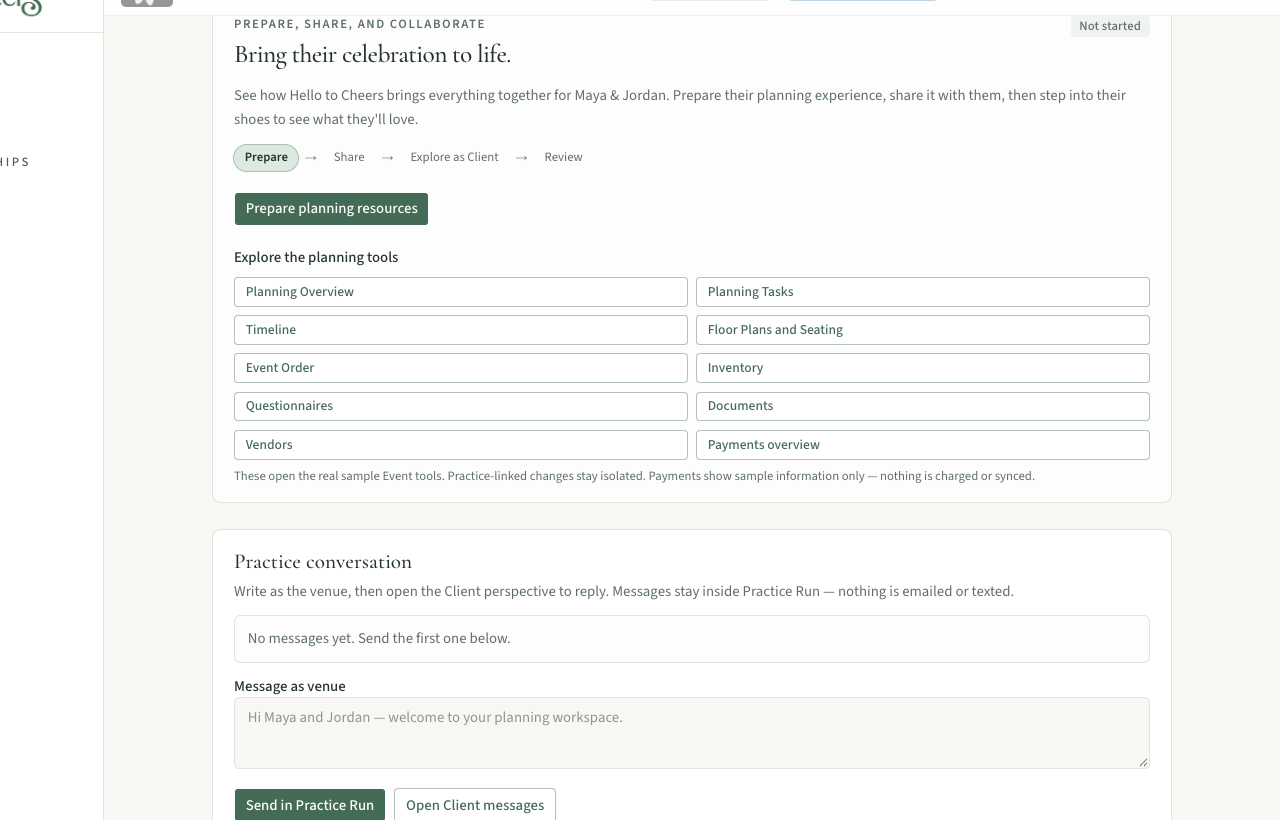 PREPARE, SHARE, AND COLLABORATE
Not started
Bring their celebration to life.
See how Hello to Cheers brings everything together for Maya & Jordan. Prepare their planning experience, share it with them, then step into their
shoes to see what they'll love.
Prepare → Share → Explore as Client → Review
HIPS
Prepare planning resources
Explore the planning tools
Planning Overview
Planning Tasks
Timeline
Floor Plans and Seating
Event Order
Inventory
Questionnaires
Documents
Vendors
Payments overview
These open the real sample Event tools. Practice-linked changes stay isolated. Payments show sample information only — nothing is charged or synced.
Practice conversation
Write as the venue, then open the Client perspective to reply. Messages stay inside Practice Run — nothing is emailed or texted.
No messages yet. Send the first one below.
Message as venue
Hi Maya and Jordan — welcome to your planning workspace.
Send in Practice Run
Open Client messages